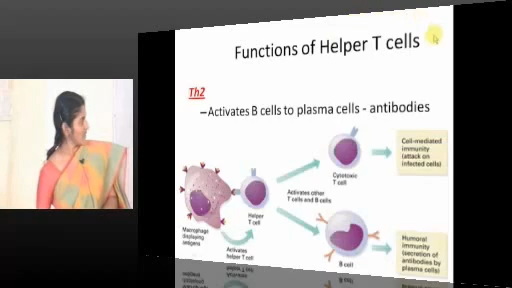 Functions of Helper T cells
Th2
–Activates B cells to plasma cells - antibodies
Cell-mediated
immunity
(attack on
infected cells)
Cytotoxic
T cell
Activates other
T cells and B cells
Helper
T cell
Macrophage
displaying
antigens
Activates
helper T cell
B cell
Humoral
immunity
(secretion of
antibodies by
plasma cells)